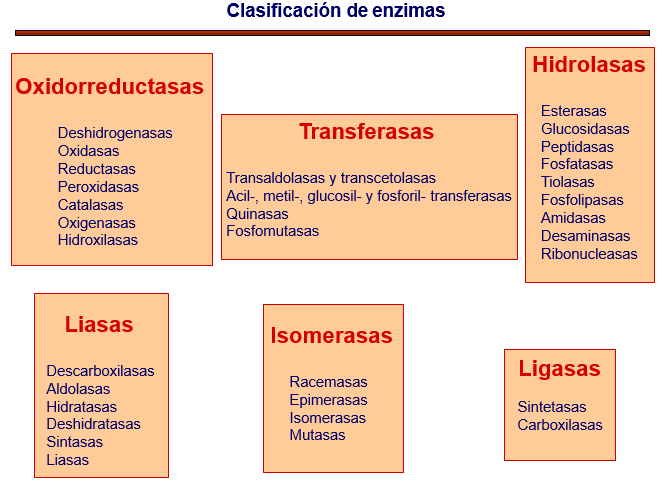 Clasificación de enzimas
Oxidorreductasas
Deshidrogenasas
Oxidasas
Reductasas
Peroxidasas
Catalasas
Oxigenasas
Hidroxilasas
Transferasas
Transaldolasas y transcetolasas
Acil-, metil-, glucosil- y fosforil- transferasas
Quinasas
Fosfomutasas
Hidrolasas
Esterasas
Glucosidasas
Peptidasas
Fosfatasas
Tiolasas
Fosfolipasas
Amidasas
Desaminasas
Ribonucleasas
Liasas
Descarboxilasas
Aldolasas
Hidratasas
Deshidratasas
Sintasas
Liasas
Isomerasas
Racemasas
Epimerasas
Isomerasas
Mutasas
Ligasas
Sintetasas
Carboxilasas